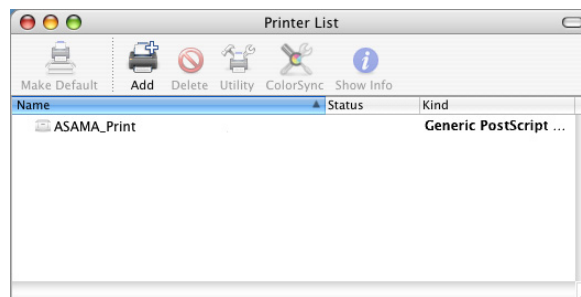 Printer List
Make Default Add Delete Utility ColorSync Show Info
Name Status Kind
ASAMA_Print Generic PostScript ...